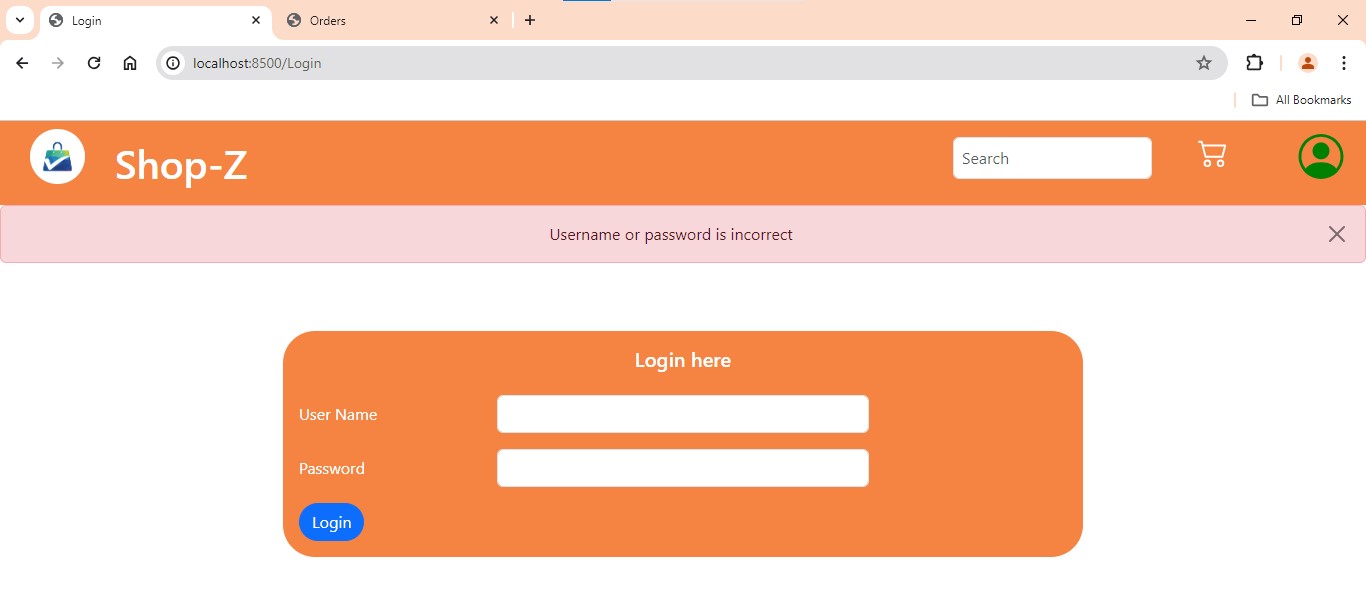 Login
Orders
localhost:8500/Login
All Bookmarks
Shop-Z
Search
Username or password is incorrect
Login here
User Name
Password
Login